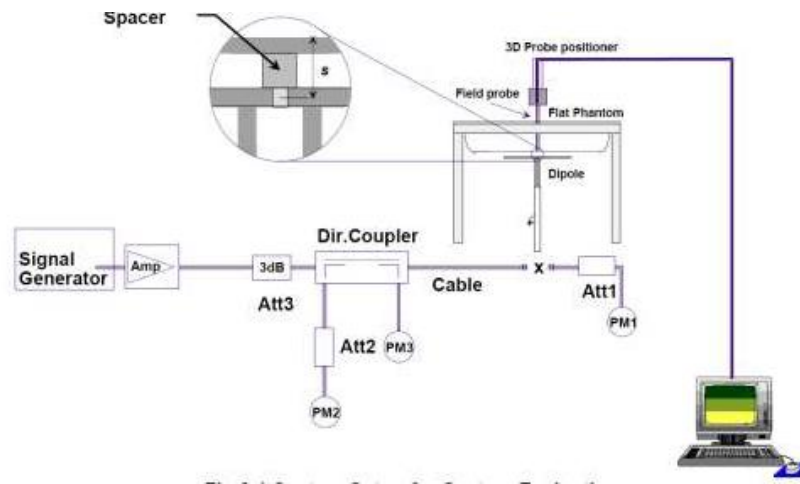 Spacer
s
3D Probe positioner
Field probe
Flat Phantom
Dipole
Signal
Generator
Amp
3dB
Att3
Dir.Coupler
Cable
x
Att1
PM1
Att2
PM3
PM2